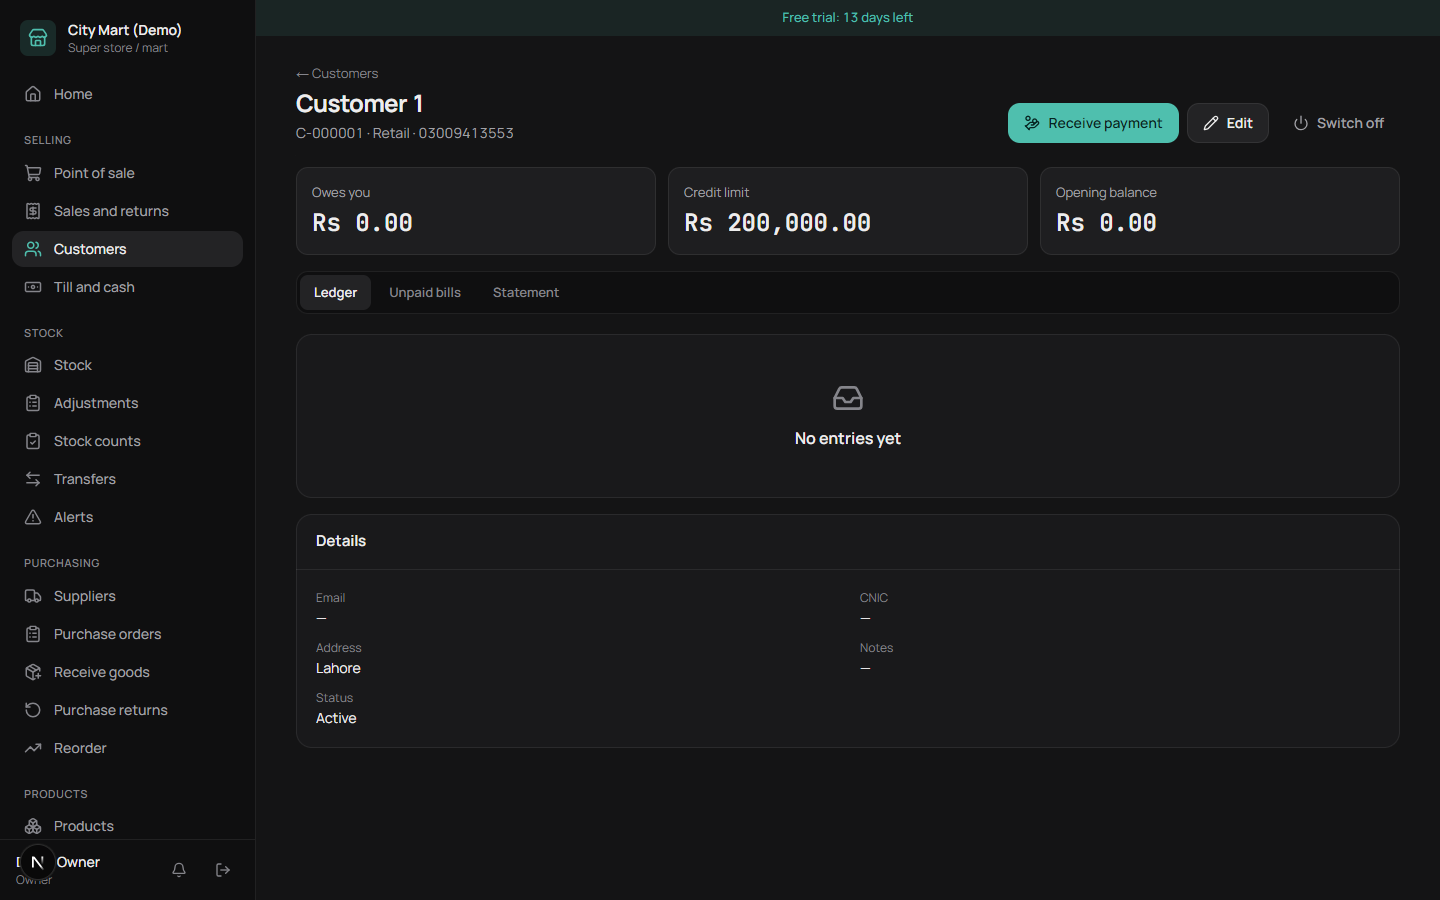 City Mart (Demo)
Super store / mart
Home
SELLING
Point of sale
Sales and returns
Customers
Till and cash
STOCK
Stock
Adjustments
Stock counts
Transfers
Alerts
PURCHASING
Suppliers
Purchase orders
Receive goods
Purchase returns
Reorder
PRODUCTS
Products
Owner
Free trial: 13 days left
← Customers
Customer 1
C-000001 · Retail · 03009413553
Receive payment
Edit
Switch off
Owes you
Rs 0.00
Credit limit
Rs 200,000.00
Opening balance
Rs 0.00
Ledger
Unpaid bills
Statement
No entries yet
Details
Email
—
CNIC
—
Address
Lahore
Notes
—
Status
Active